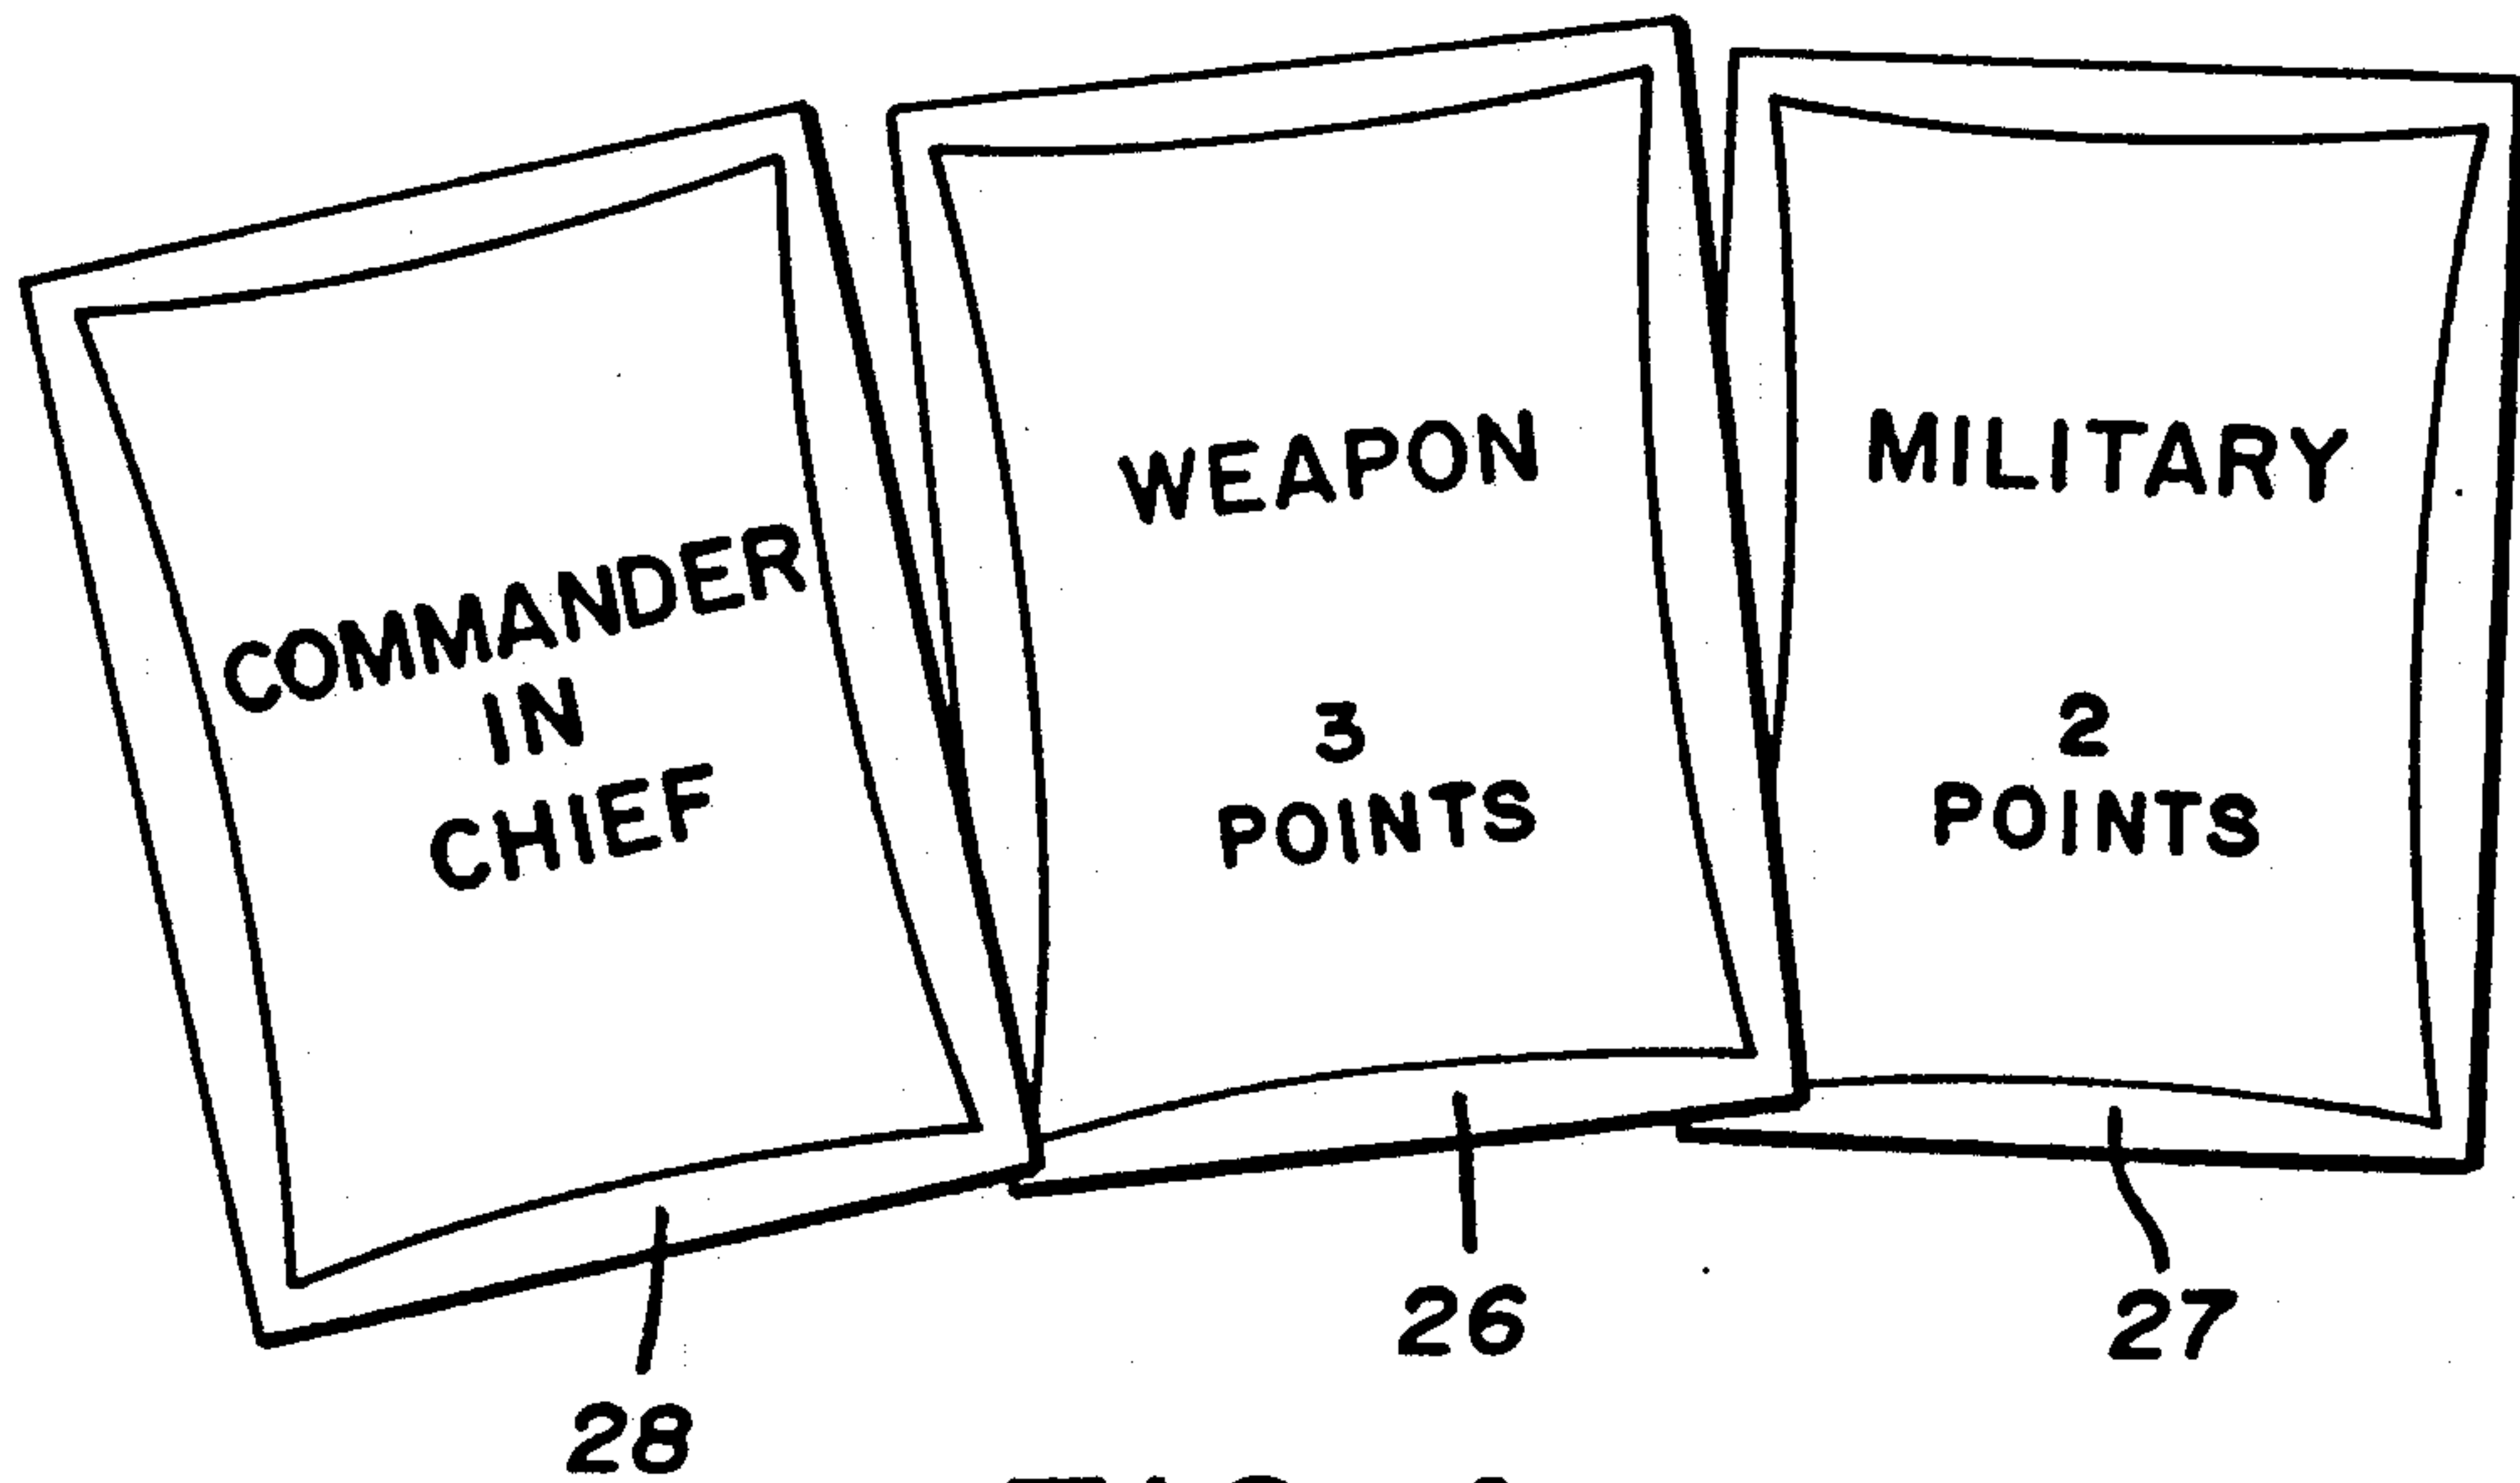 COMMANDER
IN
CHIEF
WEAPON
3
POINTS
MILITARY
2
POINTS
28
26
27